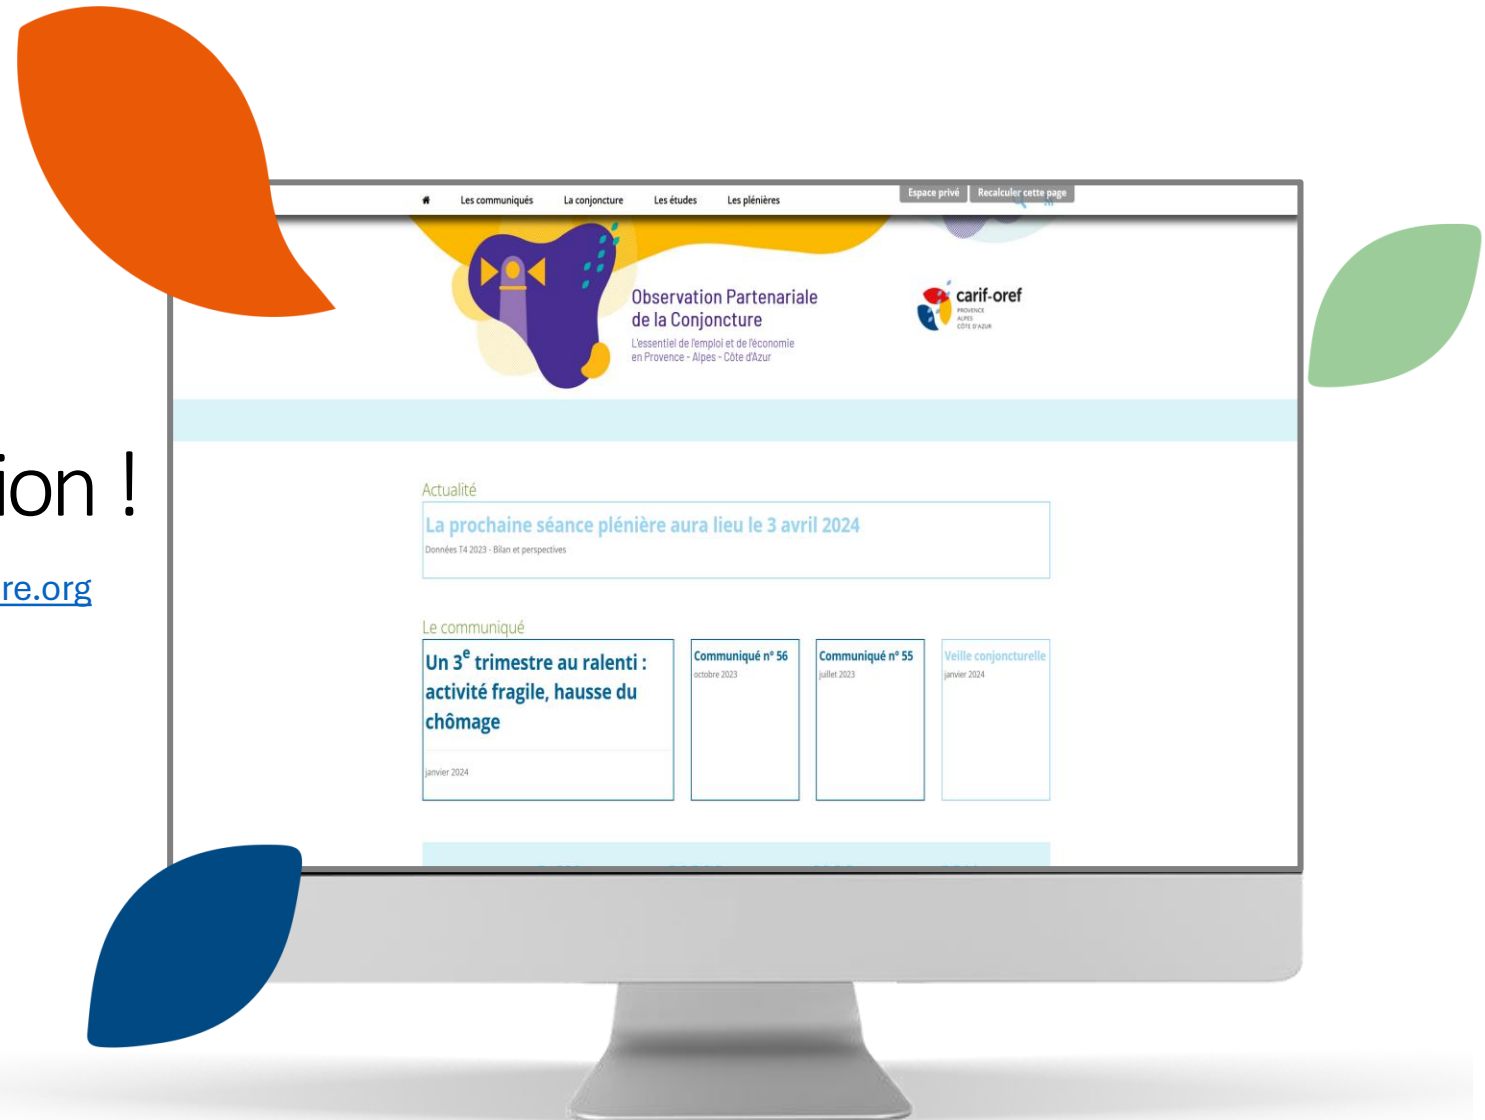 Les communiqués La conjoncture Les études Les plénières Espace privé Recalculer cette page
Observation Partenariale
de la Conjoncture
L'essentiel de l'emploi et de l'économie
en Provence - Alpes - Côte d'Azur
carif-oref
PROVENCE
ALPES
CÔTE D'AZUR
ion !
re.org
Actualité
La prochaine séance plénière aura lieu le 3 avril 2024
Données T4 2023 - Bilan et perspectives
Le communiqué
Un 3e trimestre au ralenti :
activité fragile, hausse du
chômage
janvier 2024
Communiqué n° 56
octobre 2023
Communiqué n° 55
juillet 2023
Veille conjoncturelle
janvier 2024